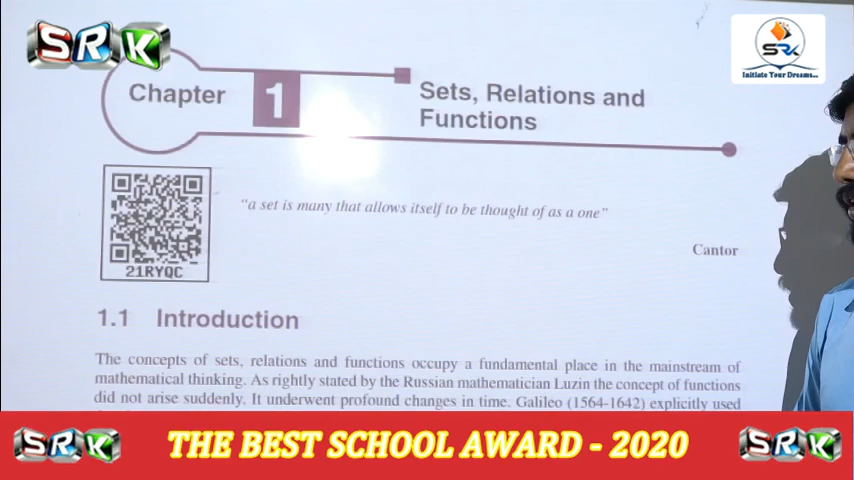 SRK
SRK
Initiate Your Dreams...
Chapter 1
Sets, Relations and
Functions
"a set is many that allows itself to be thought of as a one"
Cantor
21RYQC
1.1 Introduction
The concepts of sets, relations and functions occupy a fundamental place in the mainstream of
mathematical thinking. As rightly stated by the Russian mathematician Luzin the concept of functions
did not arise suddenly. It underwent profound changes in time. Galileo (1564-1642) explicitly used
SRK
THE BEST SCHOOL AWARD - 2020
SRK